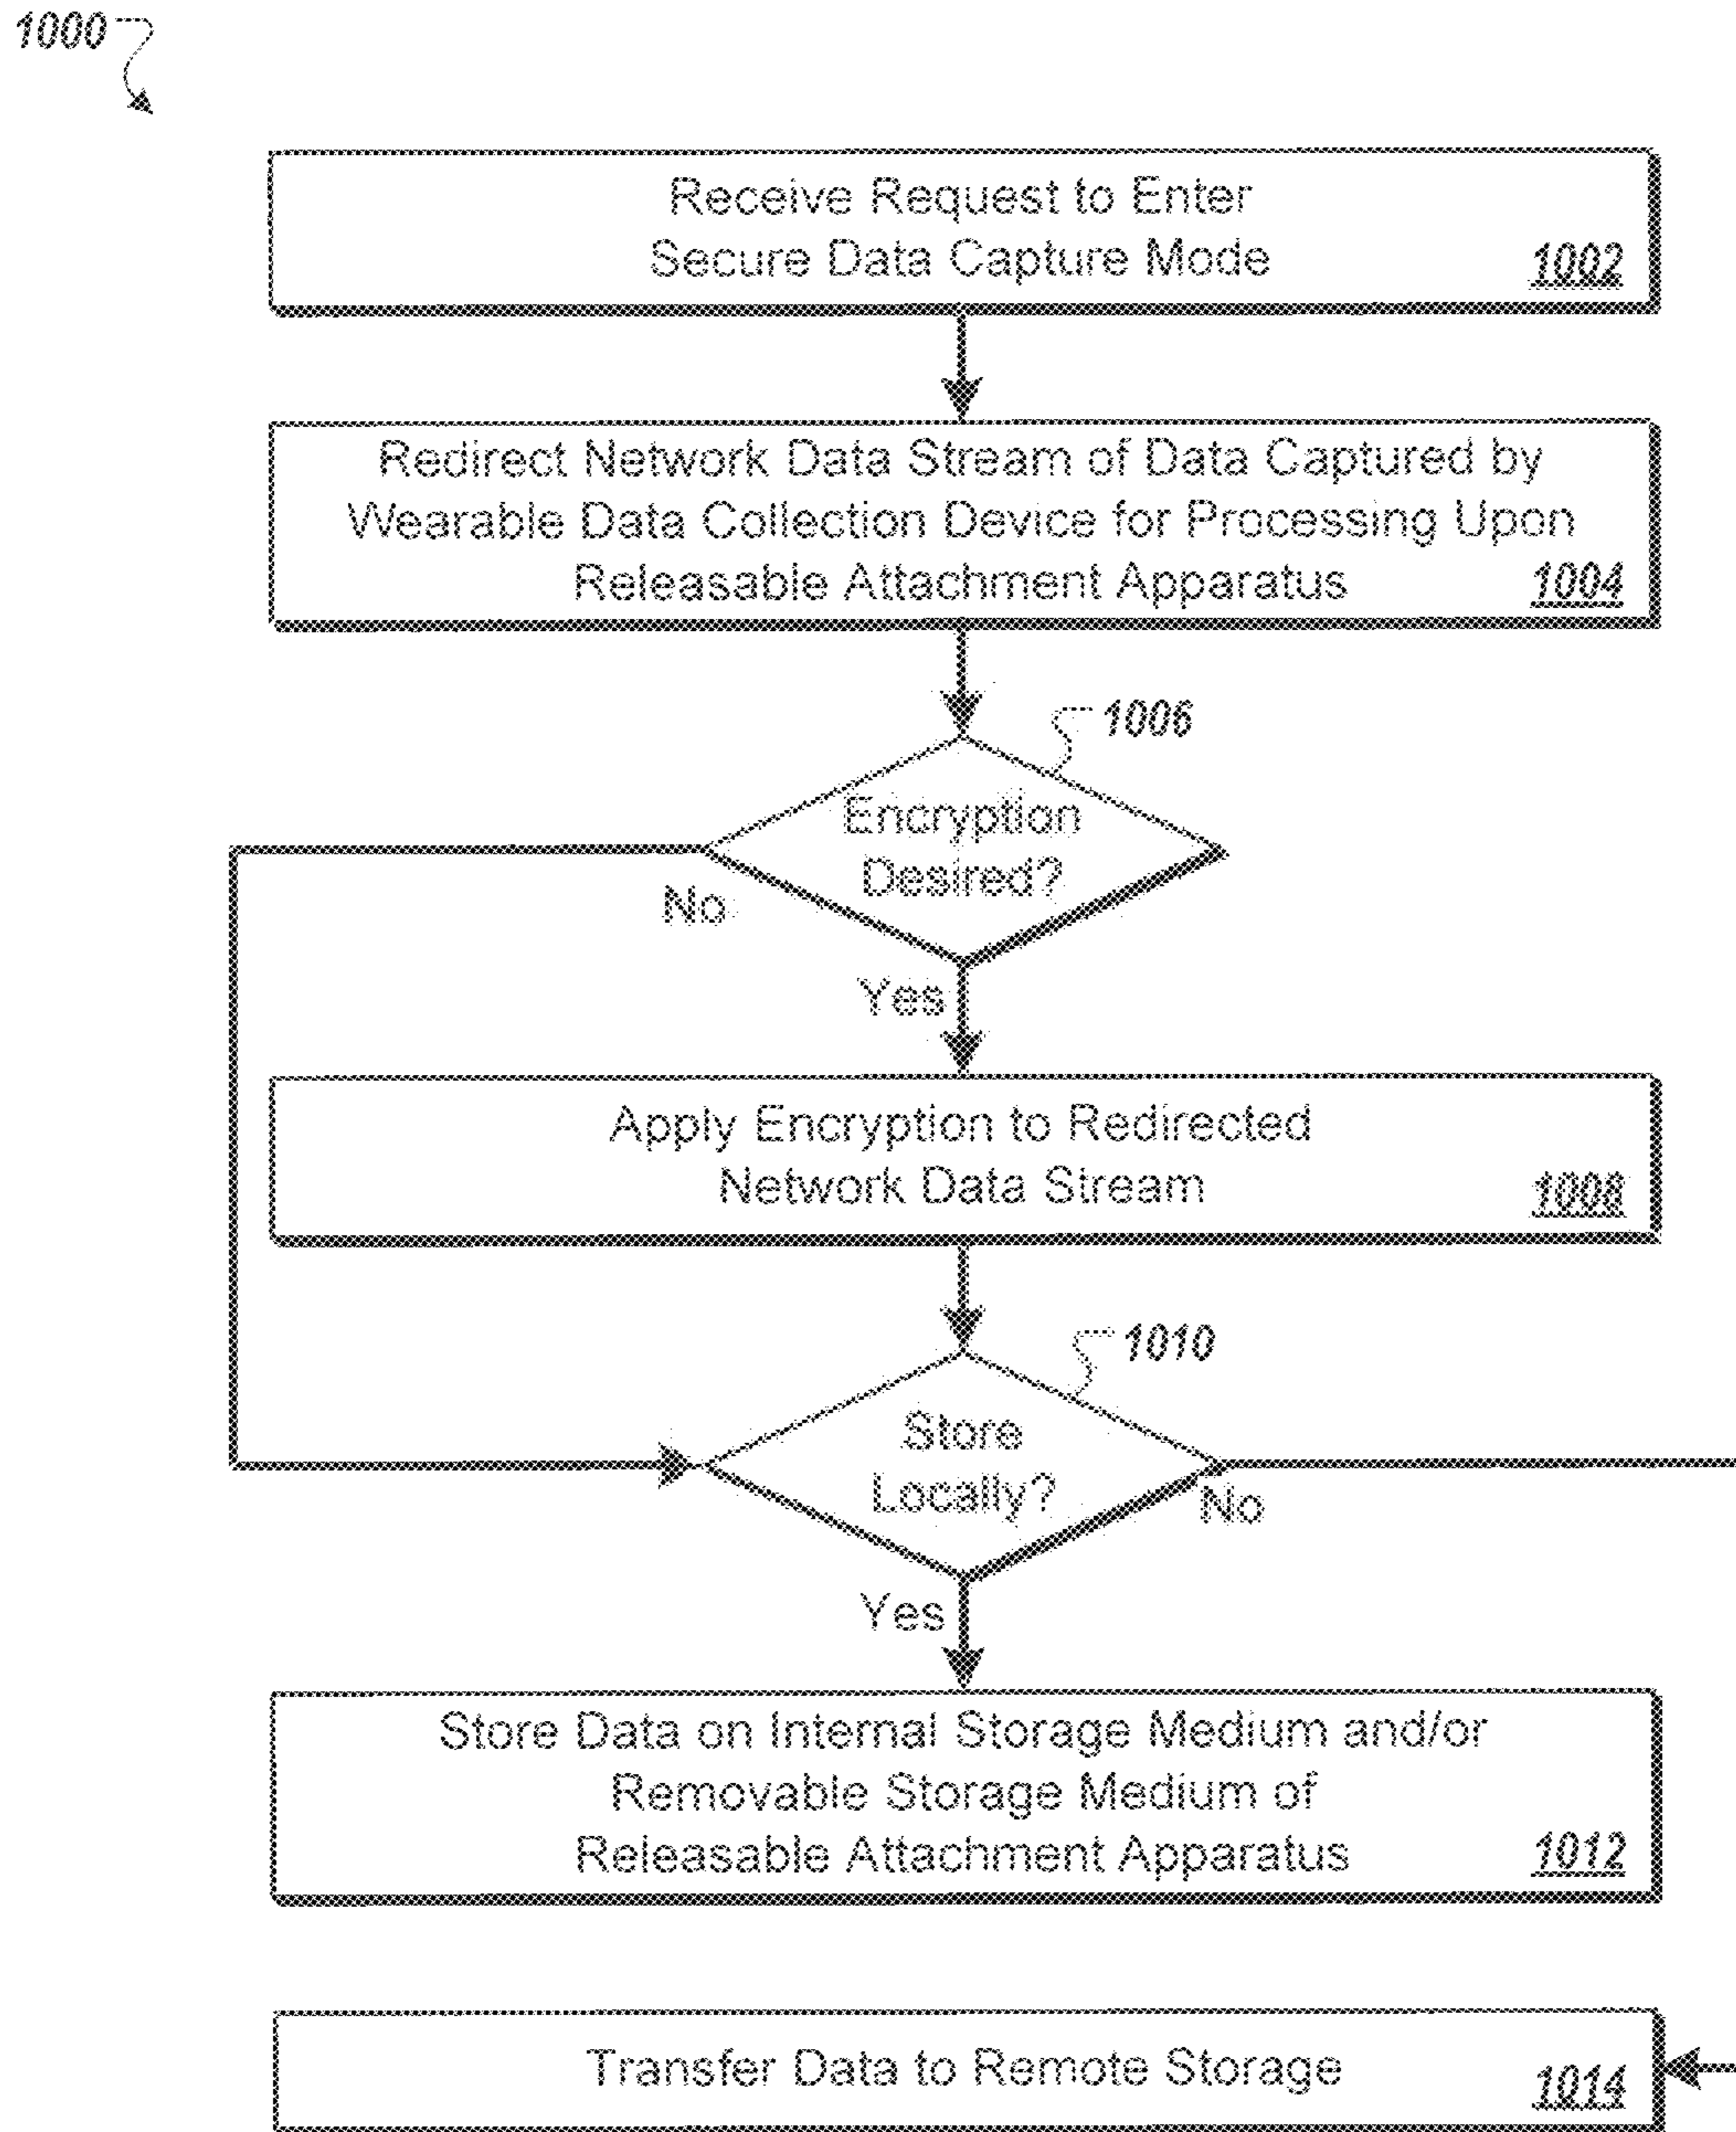 1000
Receive Request to Enter
Secure Data Capture Mode
1002
Redirect Network Data Stream of Data Captured by
Wearable Data Collection Device for Processing Upon
Releasable Attachment Apparatus
1004
1006
Encryption
Desired?
No
Yes
Apply Encryption to Redirected
Network Data Stream
1008
1010
Store
Locally?
No
Yes
Store Data on Internal Storage Medium and/or
Removable Storage Medium of
Releasable Attachment Apparatus
1012
Transfer Data to Remote Storage
1014